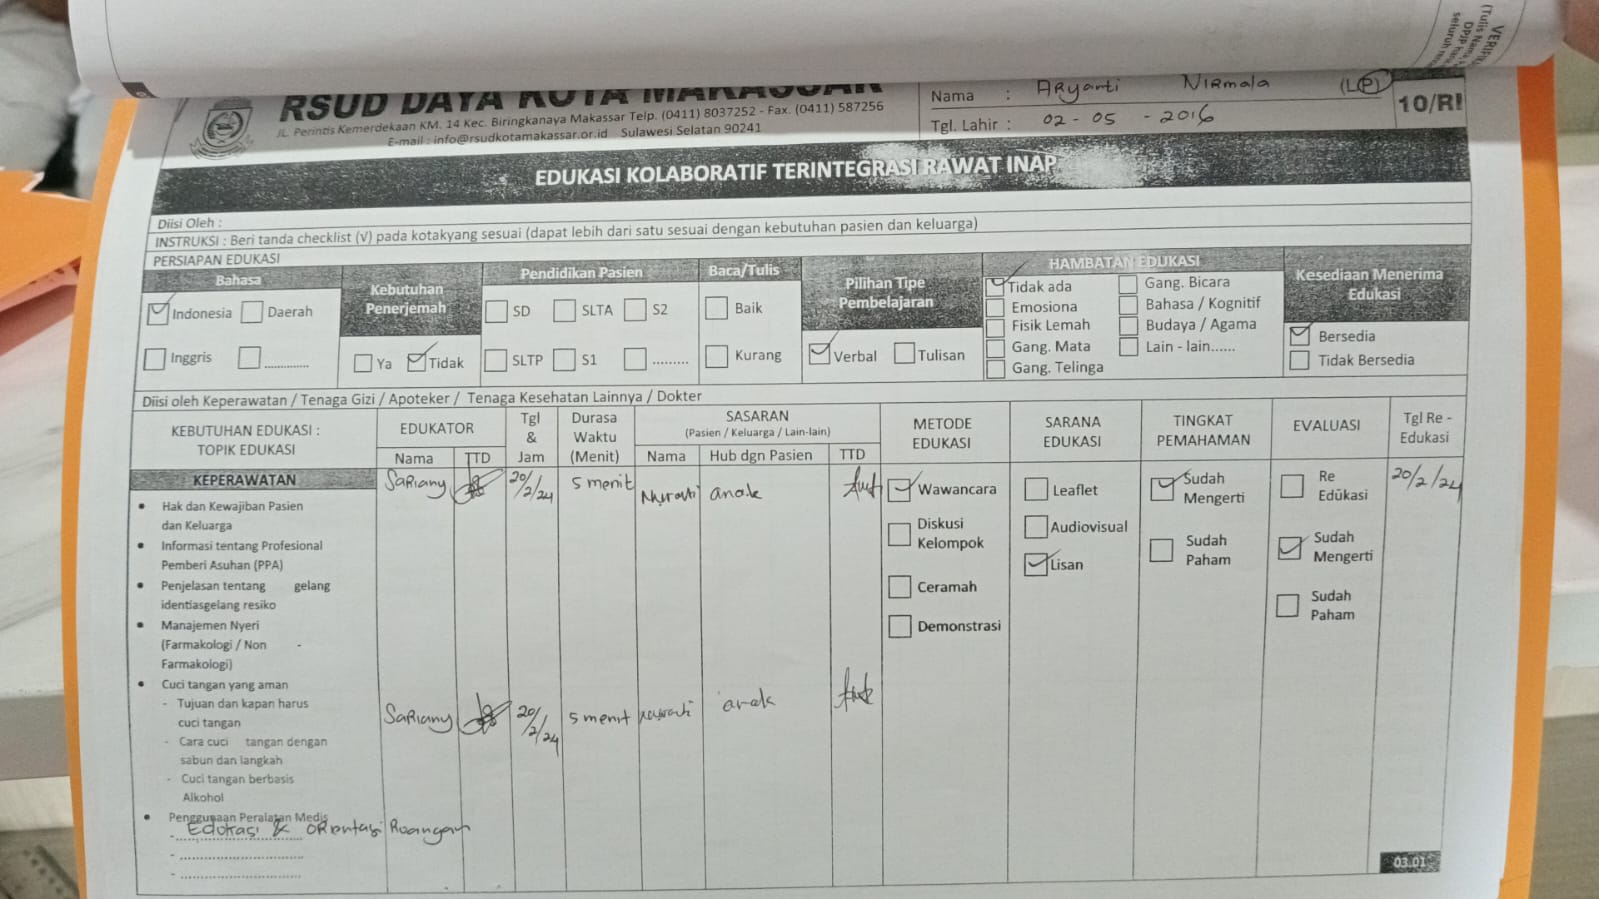 VERIFI
(Tulis Nama
DPJP
seluruh
RSUD DAYA KOTA MAKASSAR
JL. Perintis Kemerdekaan KM. 14 Kec. Biringkanaya Makassar Telp. (0411) 8037252 - Fax. (0411) 587256
E-mail : info@rsudkotamakassar.or.id Sulawesi Selatan 90241
Nama : ARyanti NIRmala (L/P)
Tgl. Lahir : 02 - 05 - 2016
10/RI
EDUKASI KOLABORATIF TERINTEGRASI RAWAT INAP
Diisi Oleh :
INSTRUKSI : Beri tanda checklist (√) pada kotakyang sesuai (dapat lebih dari satu sesuai dengan kebutuhan pasien dan keluarga)
PERSIAPAN EDUKASI
Bahasa
Indonesia Daerah
Inggris ..............
Kebutuhan Penerjemah
Ya Tidak
Pendidikan Pasien
SD SLTA S2
SLTP S1 .........
Baca/Tulis
Baik
Kurang
Pilihan Tipe Pembelajaran
Verbal Tulisan
HAMBATAN EDUKASI
Tidak ada Gang. Bicara
Emosiona Bahasa / Kognitif
Fisik Lemah Budaya / Agama
Gang. Mata Lain - lain......
Gang. Telinga
Kesediaan Menerima Edukasi
Bersedia
Tidak Bersedia
Diisi oleh Keperawatan / Tenaga Gizi / Apoteker / Tenaga Kesehatan Lainnya / Dokter
KEBUTUHAN EDUKASI :
TOPIK EDUKASI
EDUKATOR
Nama TTD
Tgl & Jam
Durasa Waktu (Menit)
SASARAN
(Pasien / Keluarga / Lain-lain)
Nama Hub dgn Pasien TTD
METODE EDUKASI
SARANA EDUKASI
TINGKAT PEMAHAMAN
EVALUASI
Tgl Re - Edukasi
KEPERAWATAN
SaRiany 20/2/24 5 menit Nurati anak
Wawancara
Diskusi Kelompok
Ceramah
Demonstrasi
Leaflet
Audiovisual
Lisan
Sudah Mengerti
Sudah Paham
Re Edukasi
Sudah Mengerti
Sudah Paham
20/2/24
• Hak dan Kewajiban Pasien
dan Keluarga
• Informasi tentang Profesional
Pemberi Asuhan (PPA)
• Penjelasan tentang gelang
identiasgelang resiko
• Manajemen Nyeri
(Farmakologi / Non -
Farmakologi)
• Cuci tangan yang aman
- Tujuan dan kapan harus
cuci tangan
- Cara cuci tangan dengan
sabun dan langkah
- Cuci tangan berbasis
Alkohol
SaRiany 20/2/24 5 menit anak
• Penggunaan Peralatan Medis
- Edukasi & ORientasi Ruangan
- ..............................
- ..............................
03.01